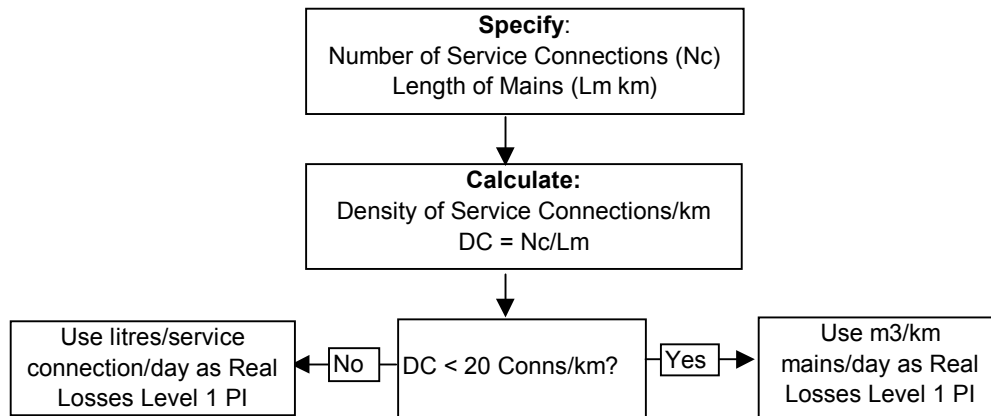 Specify:
Number of Service Connections (Nc)
Length of Mains (Lm km)
Calculate:
Density of Service Connections/km
DC = Nc/Lm
Use litres/service
connection/day as Real
Losses Level 1 PI
No
DC < 20 Conns/km?
Yes
Use m3/km
mains/day as Real
Losses Level 1 PI